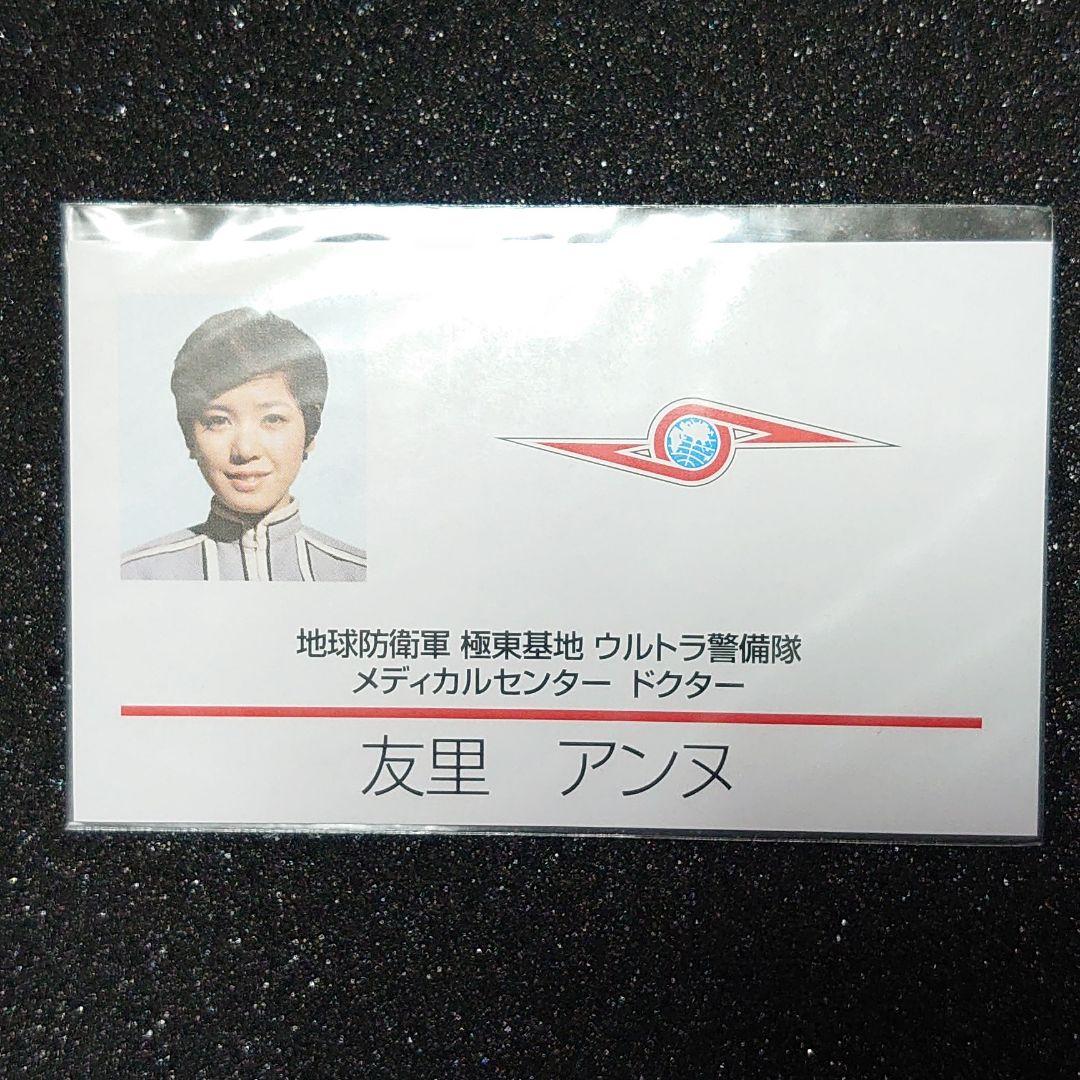 地球防衛軍 極東基地 ウルトラ警備隊
メディカルセンター ドクター
友里　アンヌ